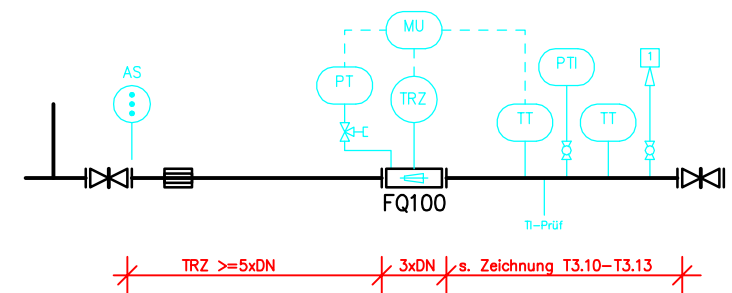 MU
1
AS
PTI
PT
TRZ
TT
TT
FQ100
TI-Prüf
TRZ >=5xDN
3xDN
s. Zeichnung T3.10-T3.13